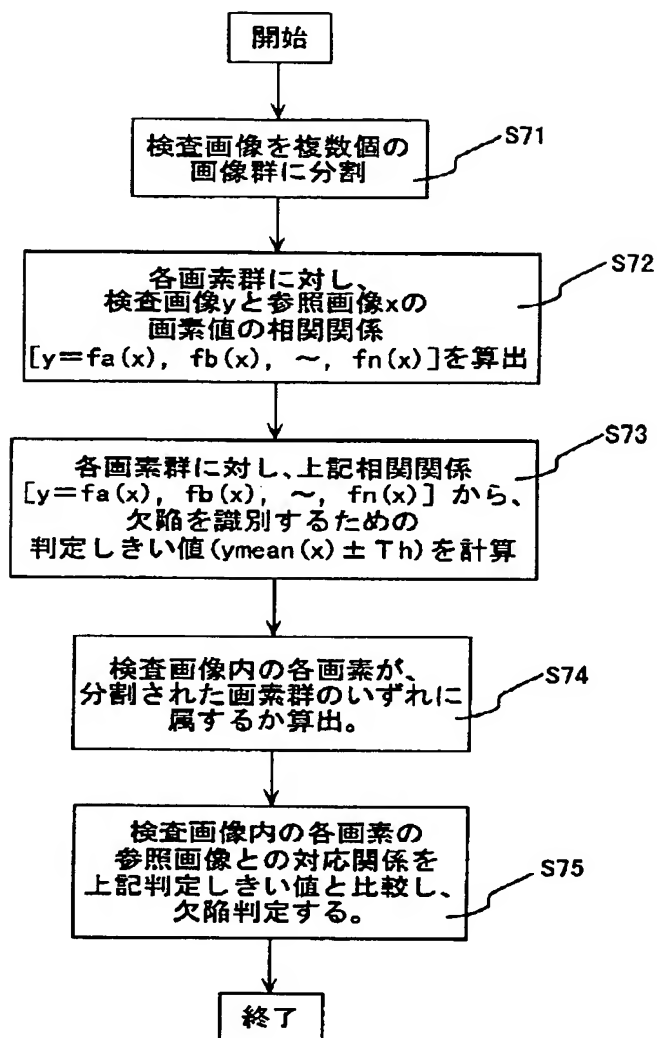 開始
検査画像を複数個の
画像群に分割
S71
各画素群に対し、
検査画像yと参照画像xの
画素値の相関関係
[y=fa(x), fb(x), ~, fn(x)]を算出
S72
各画素群に対し、上記相関関係
[y=fa(x), fb(x), ~, fn(x)] から、
欠陥を識別するための
判定しきい値(ymean(x)±Th)を計算
S73
検査画像内の各画素が、
分割された画素群のいずれに
属するか算出。
S74
検査画像内の各画素の
参照画像との対応関係を
上記判定しきい値と比較し、
欠陥判定する。
S75
終了